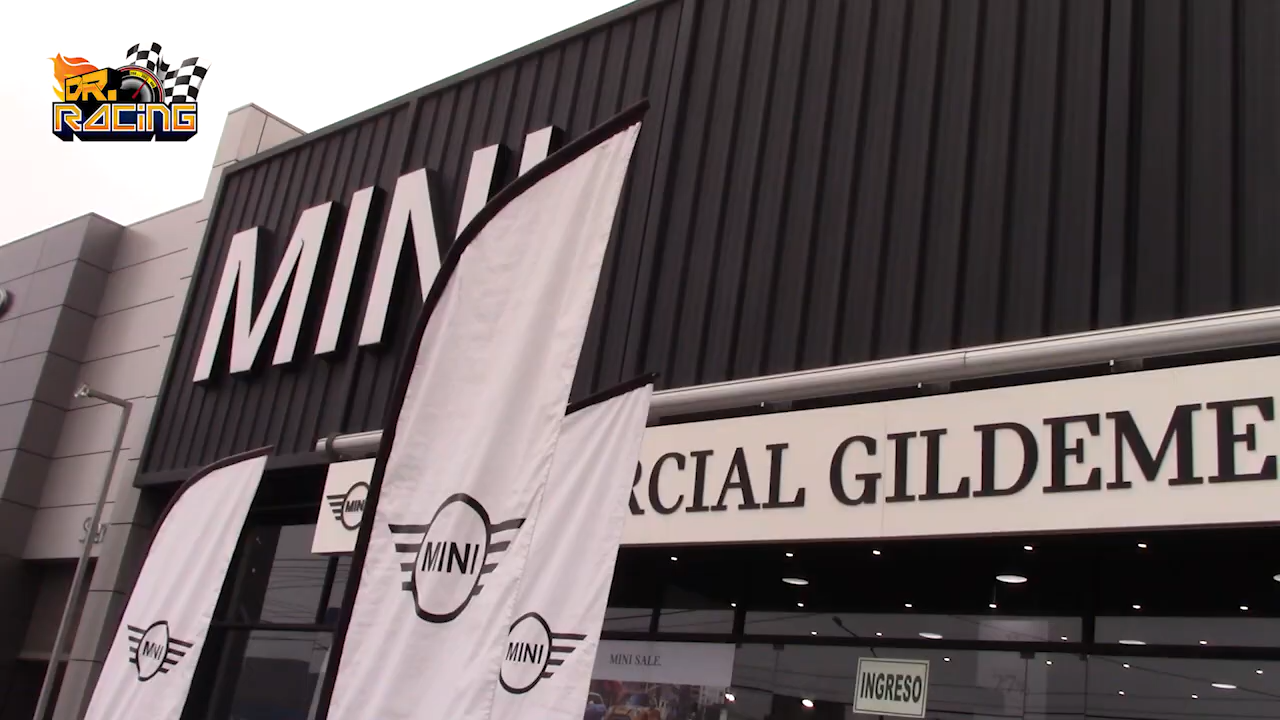 DR.
RACING
MINI
RCIAL GILDEME
MINI
MINI
MINI
MINI
MINI SALE.
INGRESO